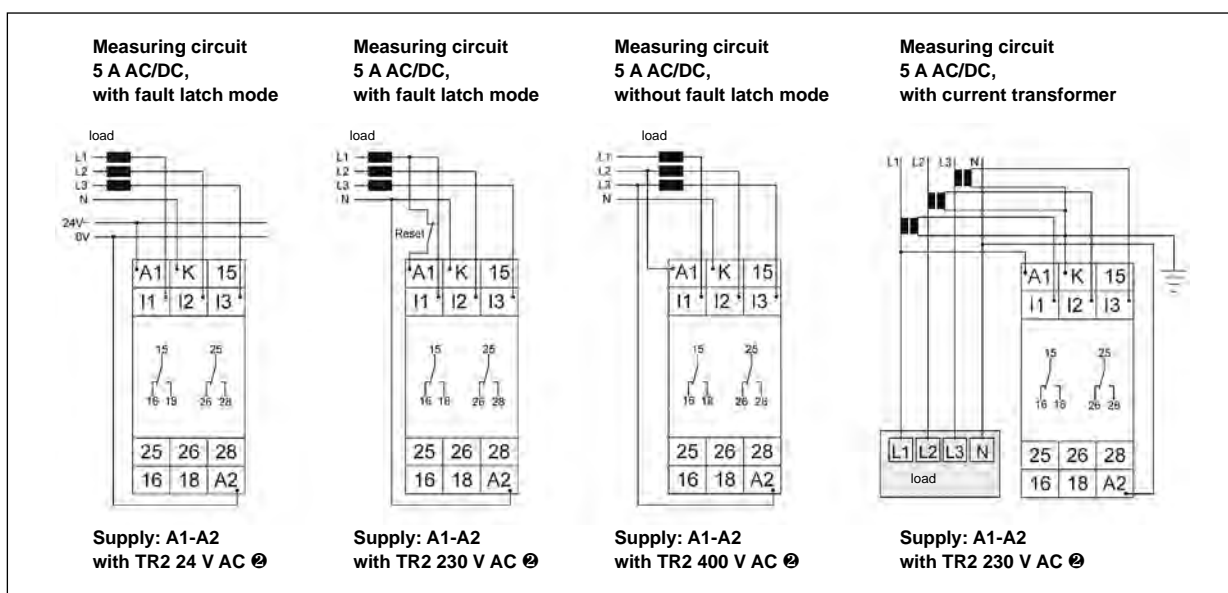 Measuring circuit
5 A AC/DC,
with fault latch mode
load
L1
L2
L3
N
24V~
0V
A1 K 15
I1 I2 I3
15 25
16 18 26 28
25 26 28
16 18 A2
Supply: A1-A2
with TR2 24 V AC ❷
Measuring circuit
5 A AC/DC,
with fault latch mode
load
L1
L2
L3
N
Reset
A1 K 15
I1 I2 I3
15 25
16 18 26 28
25 26 28
16 18 A2
Supply: A1-A2
with TR2 230 V AC ❷
Measuring circuit
5 A AC/DC,
without fault latch mode
load
L1
L2
L3
N
A1 K 15
I1 I2 I3
15 25
16 18 26 28
25 26 28
16 18 A2
Supply: A1-A2
with TR2 400 V AC ❷
Measuring circuit
5 A AC/DC,
with current transformer
L1 L2 L3 N
A1 K 15
I1 I2 I3
15 25
16 18 26 28
L1 L2 L3 N
load
25 26 28
16 18 A2
Supply: A1-A2
with TR2 230 V AC ❷